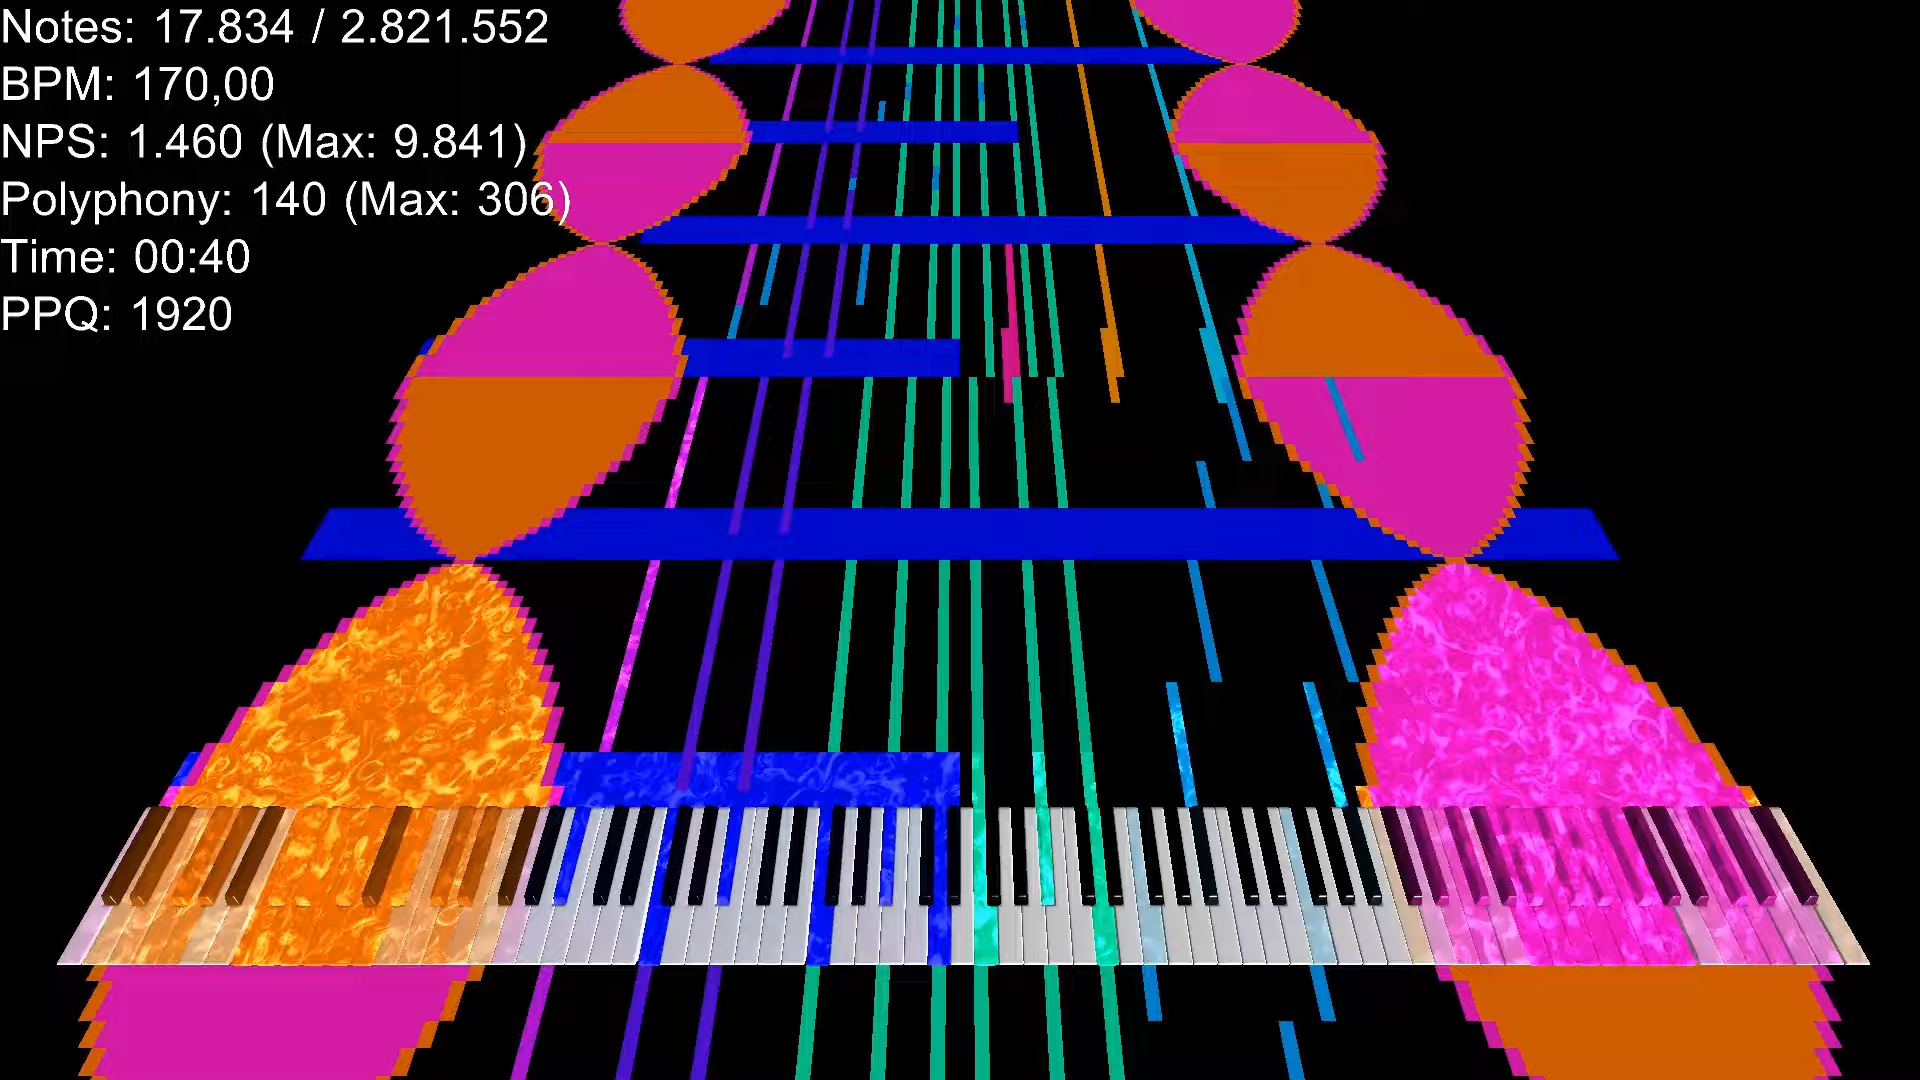 Notes: 17.834 / 2.821.552
BPM: 170,00
NPS: 1.460 (Max: 9.841)
Polyphony: 140 (Max: 306)
Time: 00:40
PPQ: 1920